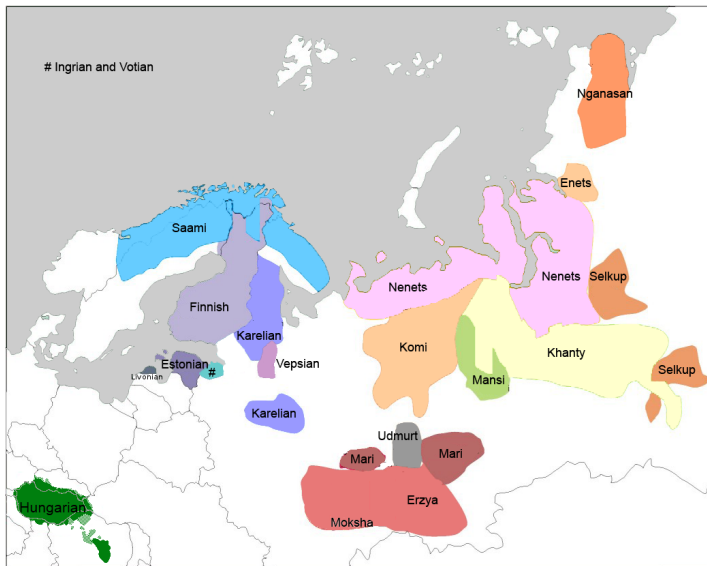 # Ingrian and Votian
Nganasan
Enets
Saami
Nenets
Nenets
Selkup
Finnish
Karelian
Komi
Khanty
Estonian
#
Vepsian
Livonian
Mansi
Selkup
Karelian
Udmurt
Mari
Mari
Erzya
Hungarian
Moksha